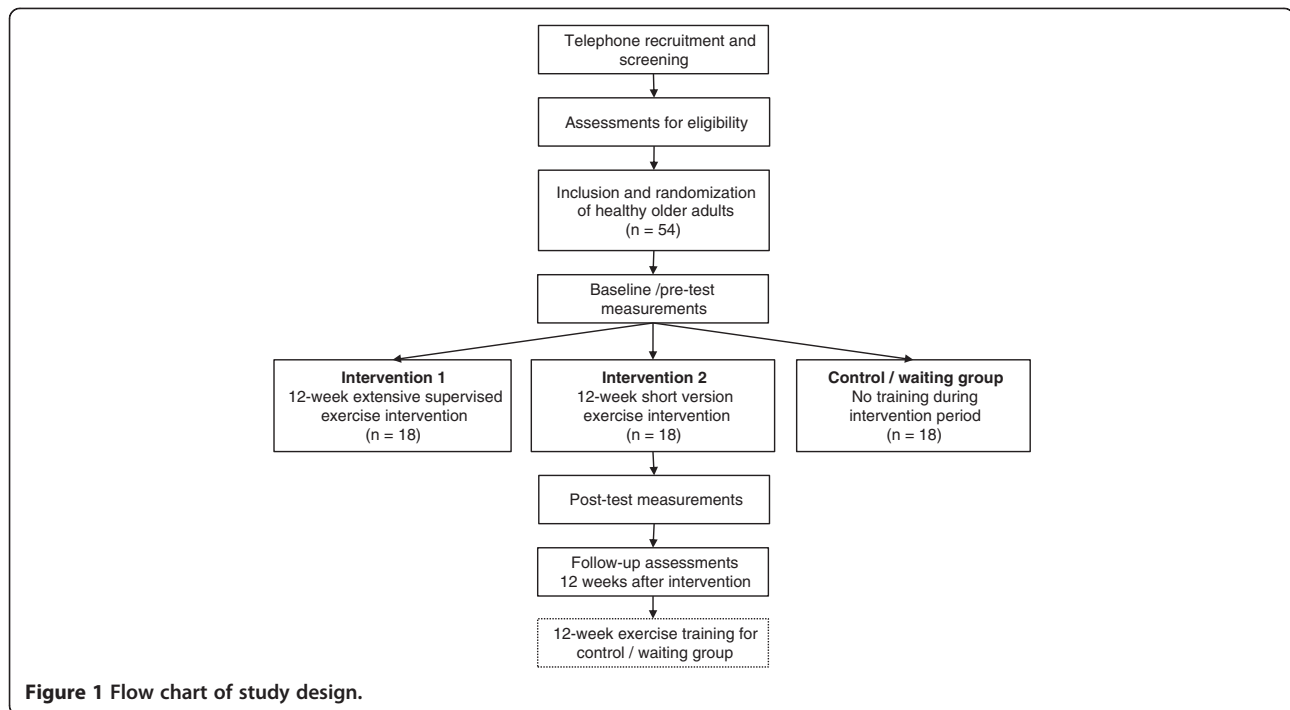 Telephone recruitment and
screening
Assessments for eligibility
Inclusion and randomization
of healthy older adults
(n = 54)
Baseline /pre-test
measurements
Intervention 1
12-week extensive supervised
exercise intervention
(n = 18)
Intervention 2
12-week short version
exercise intervention
(n = 18)
Control / waiting group
No training during
intervention period
(n = 18)
Post-test measurements
Follow-up assessments
12 weeks after intervention
12-week exercise training for
control / waiting group
Figure 1 Flow chart of study design.